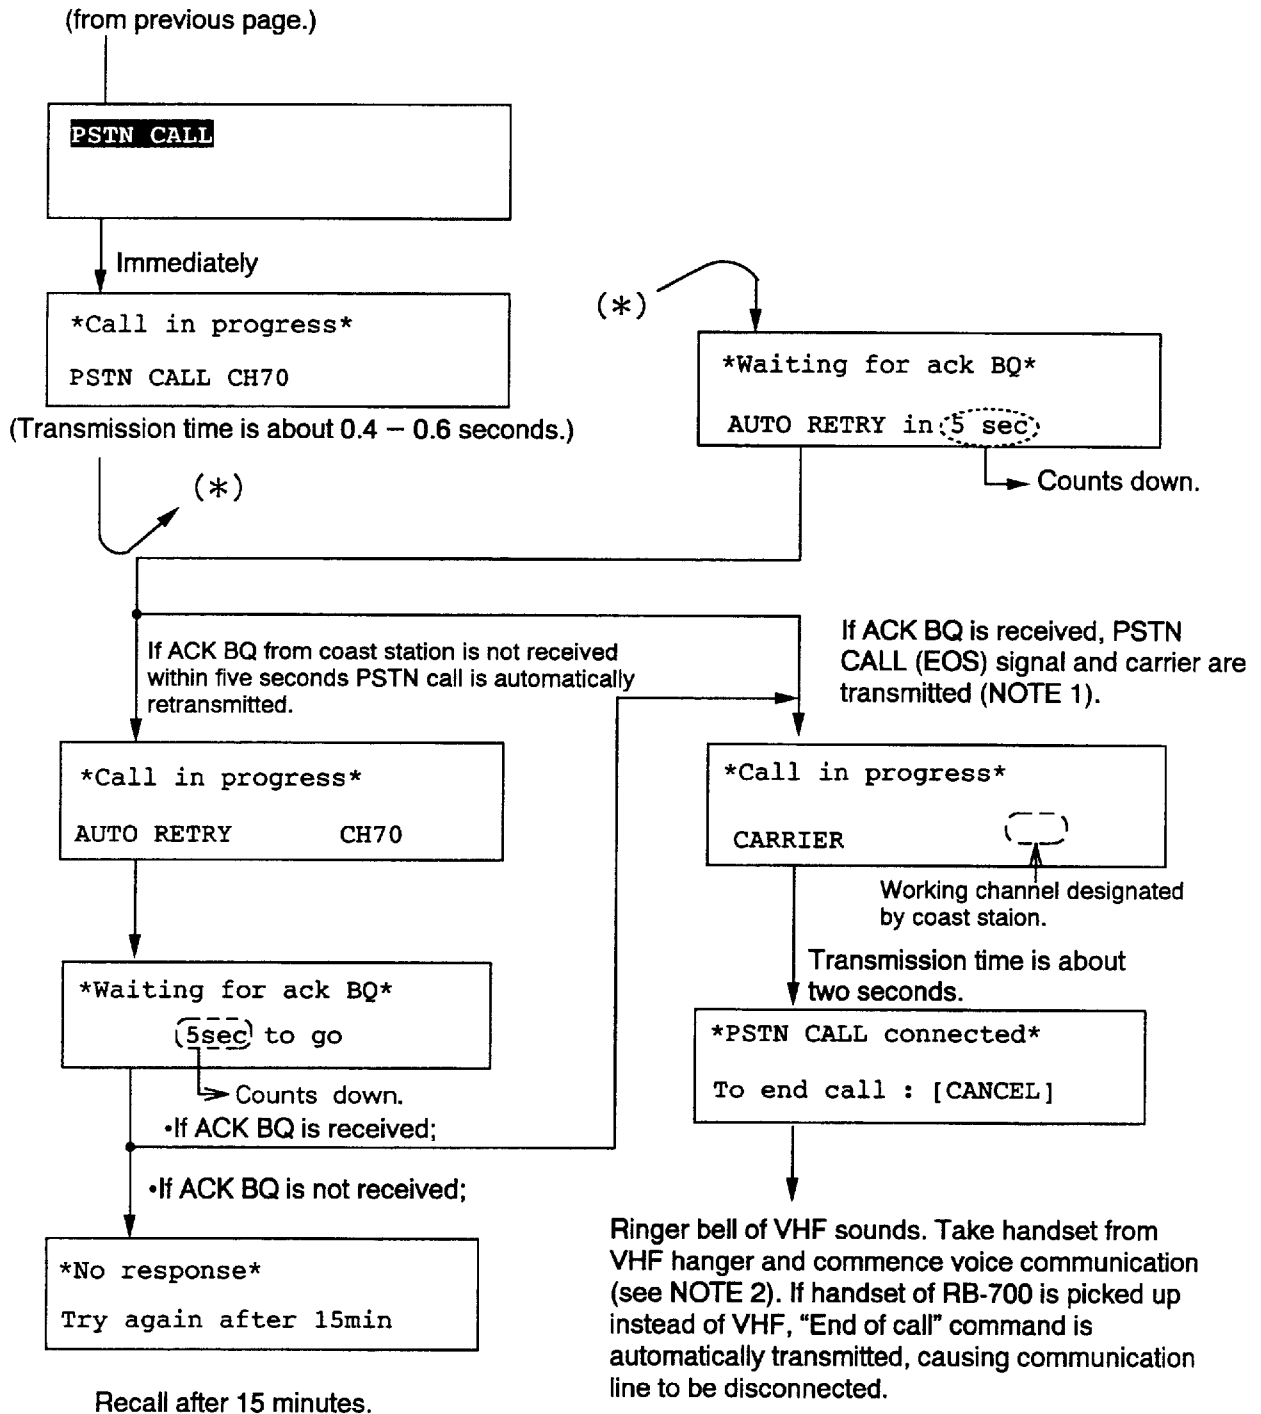 (from previous page.)
PSTN CALL
Immediately
*Call in progress*
PSTN CALL CH70
(Transmission time is about 0.4 – 0.6 seconds.)
(*)
(*)
*Waiting for ack BQ*
AUTO RETRY in 5 sec
Counts down.
If ACK BQ from coast station is not received
within five seconds PSTN call is automatically
retransmitted.
*Call in progress*
AUTO RETRY CH70
*Waiting for ack BQ*
5sec to go
Counts down.
•If ACK BQ is received;
•If ACK BQ is not received;
*No response*
Try again after 15min
Recall after 15 minutes.
If ACK BQ is received, PSTN
CALL (EOS) signal and carrier are
transmitted (NOTE 1).
*Call in progress*
CARRIER
Working channel designated
by coast staion.
Transmission time is about
two seconds.
*PSTN CALL connected*
To end call : [CANCEL]
Ringer bell of VHF sounds. Take handset from
VHF hanger and commence voice communication
(see NOTE 2). If handset of RB-700 is picked up
instead of VHF, “End of call” command is
automatically transmitted, causing communication
line to be disconnected.